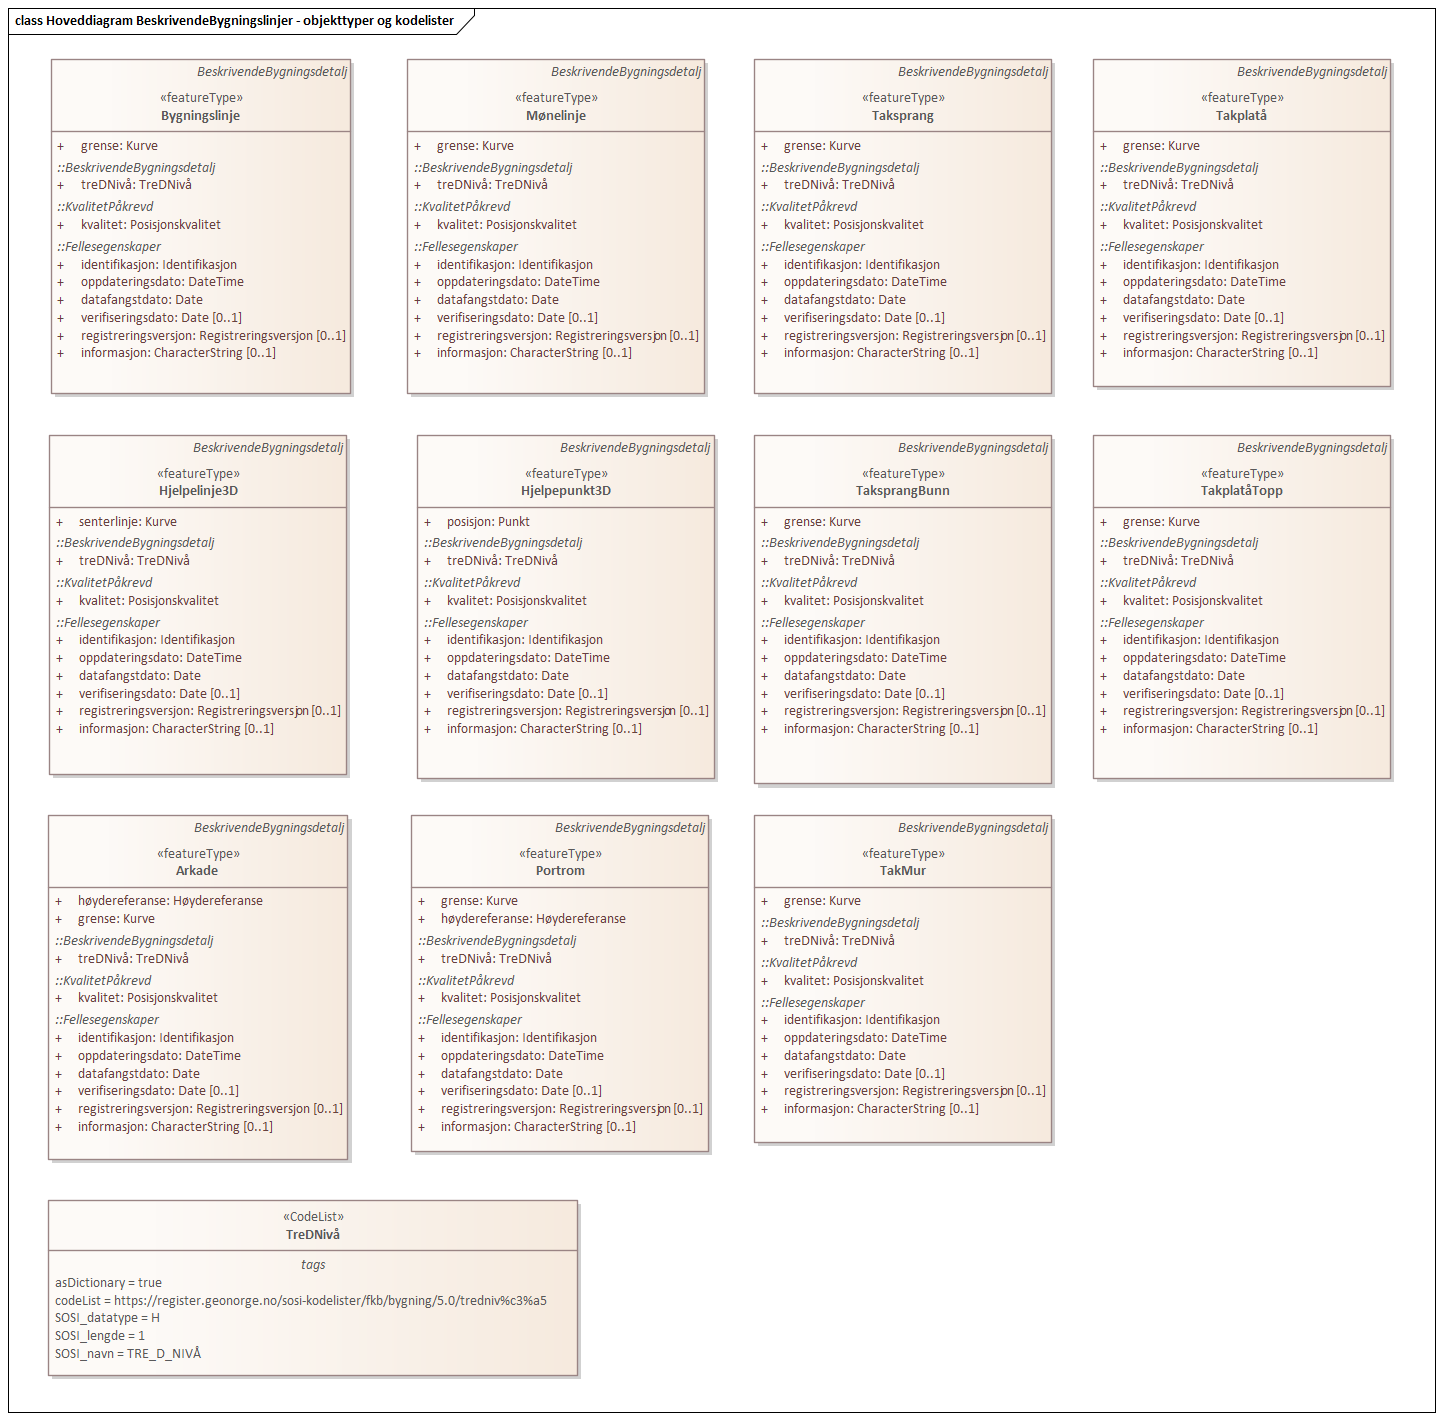 class Hoveddiagram BeskrivendeBygningslinjer - objekttyper og kodelister
BeskrivendeBygningsdetalj
«featureType»
Bygningslinje
+ grense: Kurve
::BeskrivendeBygningsdetalj
+ treDNivå: TreDNivå
::KvalitetPåkrevd
+ kvalitet: Posisjonskvalitet
::Fellesegenskaper
+ identifikasjon: Identifikasjon
+ oppdateringsdato: DateTime
+ datafangstdato: Date
+ verifiseringsdato: Date [0..1]
+ registreringsversjon: Registreringsversjon [0..1]
+ informasjon: CharacterString [0..1]
BeskrivendeBygningsdetalj
«featureType»
Mønelinje
+ grense: Kurve
::BeskrivendeBygningsdetalj
+ treDNivå: TreDNivå
::KvalitetPåkrevd
+ kvalitet: Posisjonskvalitet
::Fellesegenskaper
+ identifikasjon: Identifikasjon
+ oppdateringsdato: DateTime
+ datafangstdato: Date
+ verifiseringsdato: Date [0..1]
+ registreringsversjon: Registreringsversjon [0..1]
+ informasjon: CharacterString [0..1]
BeskrivendeBygningsdetalj
«featureType»
Taksprang
+ grense: Kurve
::BeskrivendeBygningsdetalj
+ treDNivå: TreDNivå
::KvalitetPåkrevd
+ kvalitet: Posisjonskvalitet
::Fellesegenskaper
+ identifikasjon: Identifikasjon
+ oppdateringsdato: DateTime
+ datafangstdato: Date
+ verifiseringsdato: Date [0..1]
+ registreringsversjon: Registreringsversjon [0..1]
+ informasjon: CharacterString [0..1]
BeskrivendeBygningsdetalj
«featureType»
Takplatå
+ grense: Kurve
::BeskrivendeBygningsdetalj
+ treDNivå: TreDNivå
::KvalitetPåkrevd
+ kvalitet: Posisjonskvalitet
::Fellesegenskaper
+ identifikasjon: Identifikasjon
+ oppdateringsdato: DateTime
+ datafangstdato: Date
+ verifiseringsdato: Date [0..1]
+ registreringsversjon: Registreringsversjon [0..1]
+ informasjon: CharacterString [0..1]
BeskrivendeBygningsdetalj
«featureType»
Hjelpelinje3D
+ senterlinje: Kurve
::BeskrivendeBygningsdetalj
+ treDNivå: TreDNivå
::KvalitetPåkrevd
+ kvalitet: Posisjonskvalitet
::Fellesegenskaper
+ identifikasjon: Identifikasjon
+ oppdateringsdato: DateTime
+ datafangstdato: Date
+ verifiseringsdato: Date [0..1]
+ registreringsversjon: Registreringsversjon [0..1]
+ informasjon: CharacterString [0..1]
BeskrivendeBygningsdetalj
«featureType»
Hjelpepunkt3D
+ posisjon: Punkt
::BeskrivendeBygningsdetalj
+ treDNivå: TreDNivå
::KvalitetPåkrevd
+ kvalitet: Posisjonskvalitet
::Fellesegenskaper
+ identifikasjon: Identifikasjon
+ oppdateringsdato: DateTime
+ datafangstdato: Date
+ verifiseringsdato: Date [0..1]
+ registreringsversjon: Registreringsversjon [0..1]
+ informasjon: CharacterString [0..1]
BeskrivendeBygningsdetalj
«featureType»
TaksprangBunn
+ grense: Kurve
::BeskrivendeBygningsdetalj
+ treDNivå: TreDNivå
::KvalitetPåkrevd
+ kvalitet: Posisjonskvalitet
::Fellesegenskaper
+ identifikasjon: Identifikasjon
+ oppdateringsdato: DateTime
+ datafangstdato: Date
+ verifiseringsdato: Date [0..1]
+ registreringsversjon: Registreringsversjon [0..1]
+ informasjon: CharacterString [0..1]
BeskrivendeBygningsdetalj
«featureType»
TakplatåTopp
+ grense: Kurve
::BeskrivendeBygningsdetalj
+ treDNivå: TreDNivå
::KvalitetPåkrevd
+ kvalitet: Posisjonskvalitet
::Fellesegenskaper
+ identifikasjon: Identifikasjon
+ oppdateringsdato: DateTime
+ datafangstdato: Date
+ verifiseringsdato: Date [0..1]
+ registreringsversjon: Registreringsversjon [0..1]
+ informasjon: CharacterString [0..1]
BeskrivendeBygningsdetalj
«featureType»
Arkade
+ høydereferanse: Høydereferanse
+ grense: Kurve
::BeskrivendeBygningsdetalj
+ treDNivå: TreDNivå
::KvalitetPåkrevd
+ kvalitet: Posisjonskvalitet
::Fellesegenskaper
+ identifikasjon: Identifikasjon
+ oppdateringsdato: DateTime
+ datafangstdato: Date
+ verifiseringsdato: Date [0..1]
+ registreringsversjon: Registreringsversjon [0..1]
+ informasjon: CharacterString [0..1]
BeskrivendeBygningsdetalj
«featureType»
Portrom
+ grense: Kurve
+ høydereferanse: Høydereferanse
::BeskrivendeBygningsdetalj
+ treDNivå: TreDNivå
::KvalitetPåkrevd
+ kvalitet: Posisjonskvalitet
::Fellesegenskaper
+ identifikasjon: Identifikasjon
+ oppdateringsdato: DateTime
+ datafangstdato: Date
+ verifiseringsdato: Date [0..1]
+ registreringsversjon: Registreringsversjon [0..1]
+ informasjon: CharacterString [0..1]
BeskrivendeBygningsdetalj
«featureType»
TakMur
+ grense: Kurve
::BeskrivendeBygningsdetalj
+ treDNivå: TreDNivå
::KvalitetPåkrevd
+ kvalitet: Posisjonskvalitet
::Fellesegenskaper
+ identifikasjon: Identifikasjon
+ oppdateringsdato: DateTime
+ datafangstdato: Date
+ verifiseringsdato: Date [0..1]
+ registreringsversjon: Registreringsversjon [0..1]
+ informasjon: CharacterString [0..1]
«CodeList»
TreDNivå
tags
asDictionary = true
codeList = https://register.geonorge.no/sosi-kodelister/fkb/bygning/5.0/tredniv%c3%a5
SOSI_datatype = H
SOSI_lengde = 1
SOSI_navn = TRE_D_NIVÅ